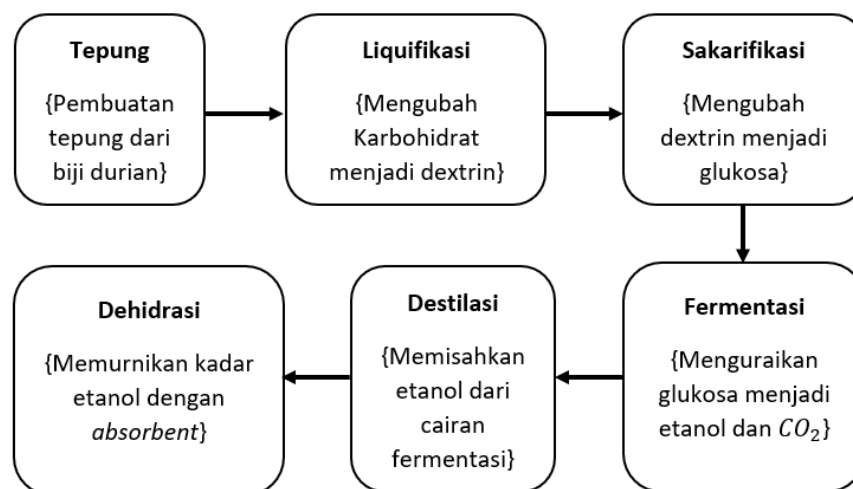 Tepung
{Pembuatan
tepung dari
biji durian}
Liquifikasi
{Mengubah
Karbohidrat
menjadi dextrin}
Sakarifikasi
{Mengubah
dextrin menjadi
glukosa}
Fermentasi
{Menguraikan
glukosa menjadi
etanol dan CO₂}
Destilasi
{Memisahkan
etanol dari
cairan
fermentasi}
Dehidrasi
{Memurnikan kadar
etanol dengan
absorbent}